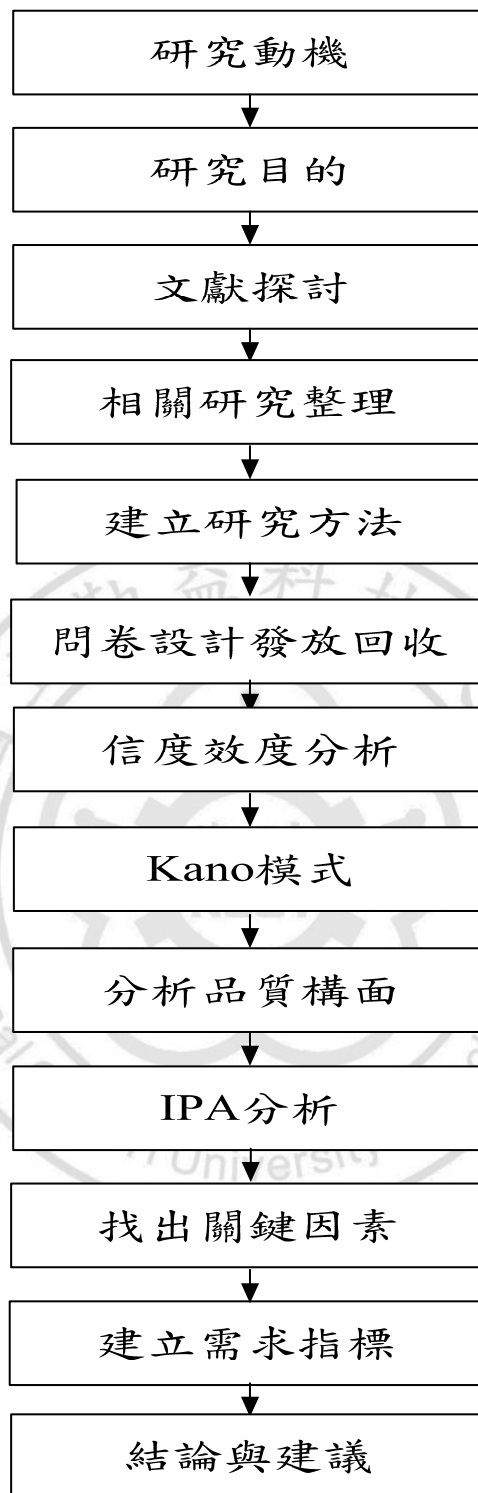 研究動機
研究目的
文獻探討
相關研究整理
建立研究方法
問卷設計發放回收
信度效度分析
Kano模式
分析品質構面
IPA分析
University
找出關鍵因素
建立需求指標
結論與建議